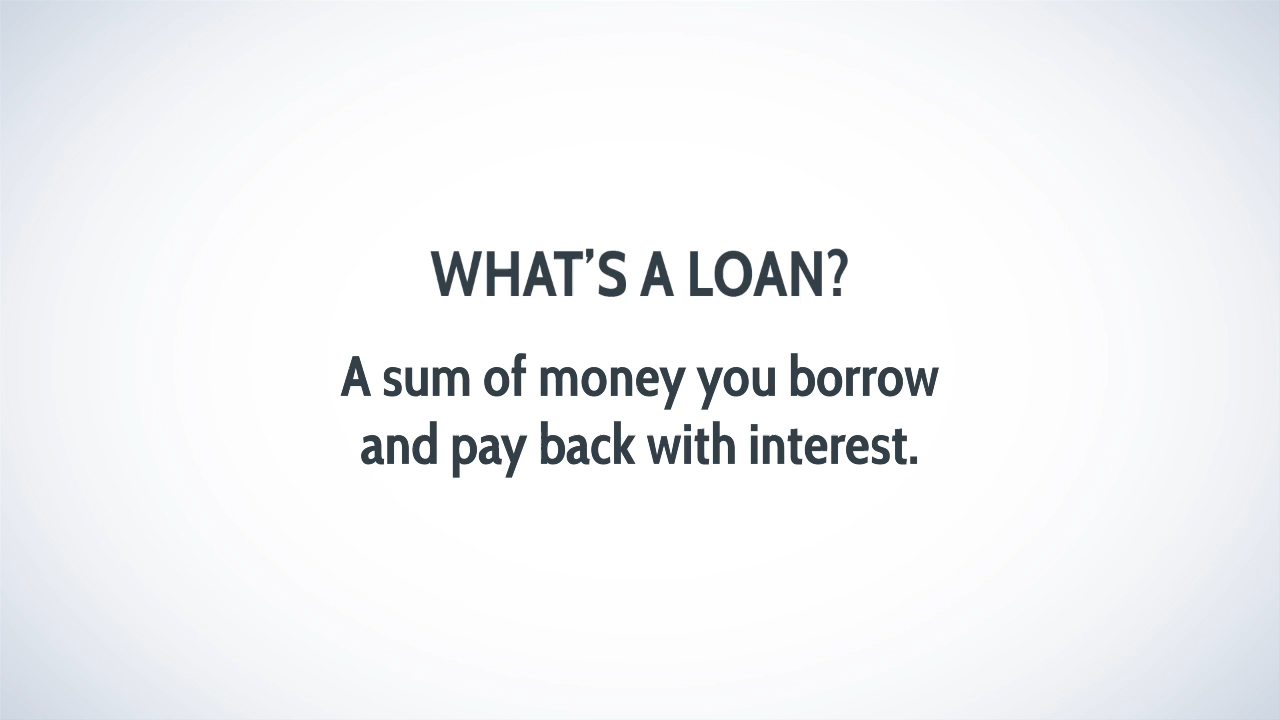 WHAT’S A LOAN?
A sum of money you borrow
and pay back with interest.